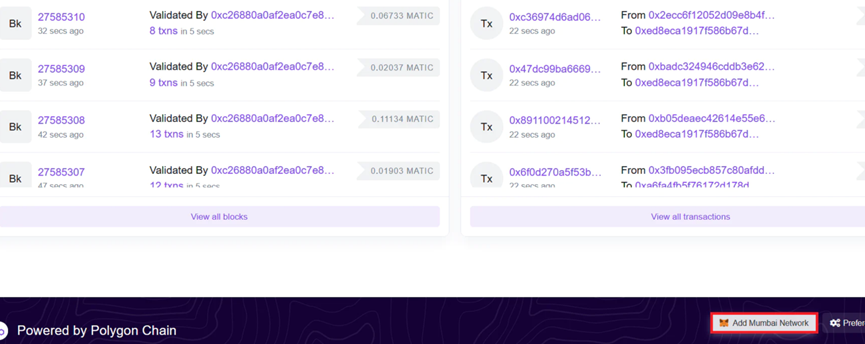 Bk
27585310
32 secs ago
Validated By 0xc26880a0af2ea0c7e8...
8 txns in 5 secs
0.06733 MATIC
Bk
27585309
37 secs ago
Validated By 0xc26880a0af2ea0c7e8...
9 txns in 5 secs
0.02037 MATIC
Bk
27585308
42 secs ago
Validated By 0xc26880a0af2ea0c7e8...
13 txns in 5 secs
0.11134 MATIC
Bk
27585307
47 secs ago
Validated By 0xc26880a0af2ea0c7e8...
12 txns in 5 secs
0.01903 MATIC
View all blocks
Tx
0xc36974d6ad06...
22 secs ago
From 0x2ecc6f12052d09e8b4f...
To 0xed8eca1917f586b67d...
Tx
0x47dc99ba6669...
22 secs ago
From 0xbadc324946cddb3e62...
To 0xed8eca1917f586b67d...
Tx
0x891100214512...
22 secs ago
From 0xb05deaec42614e55e6...
To 0xed8eca1917f586b67d...
Tx
0x6f0d270a5f53b...
22 secs ago
From 0x3fb095ecb857c80afdd...
To 0xa6fa4fb5f76172d178d...
View all transactions
Powered by Polygon Chain
Add Mumbai Network
Prefer